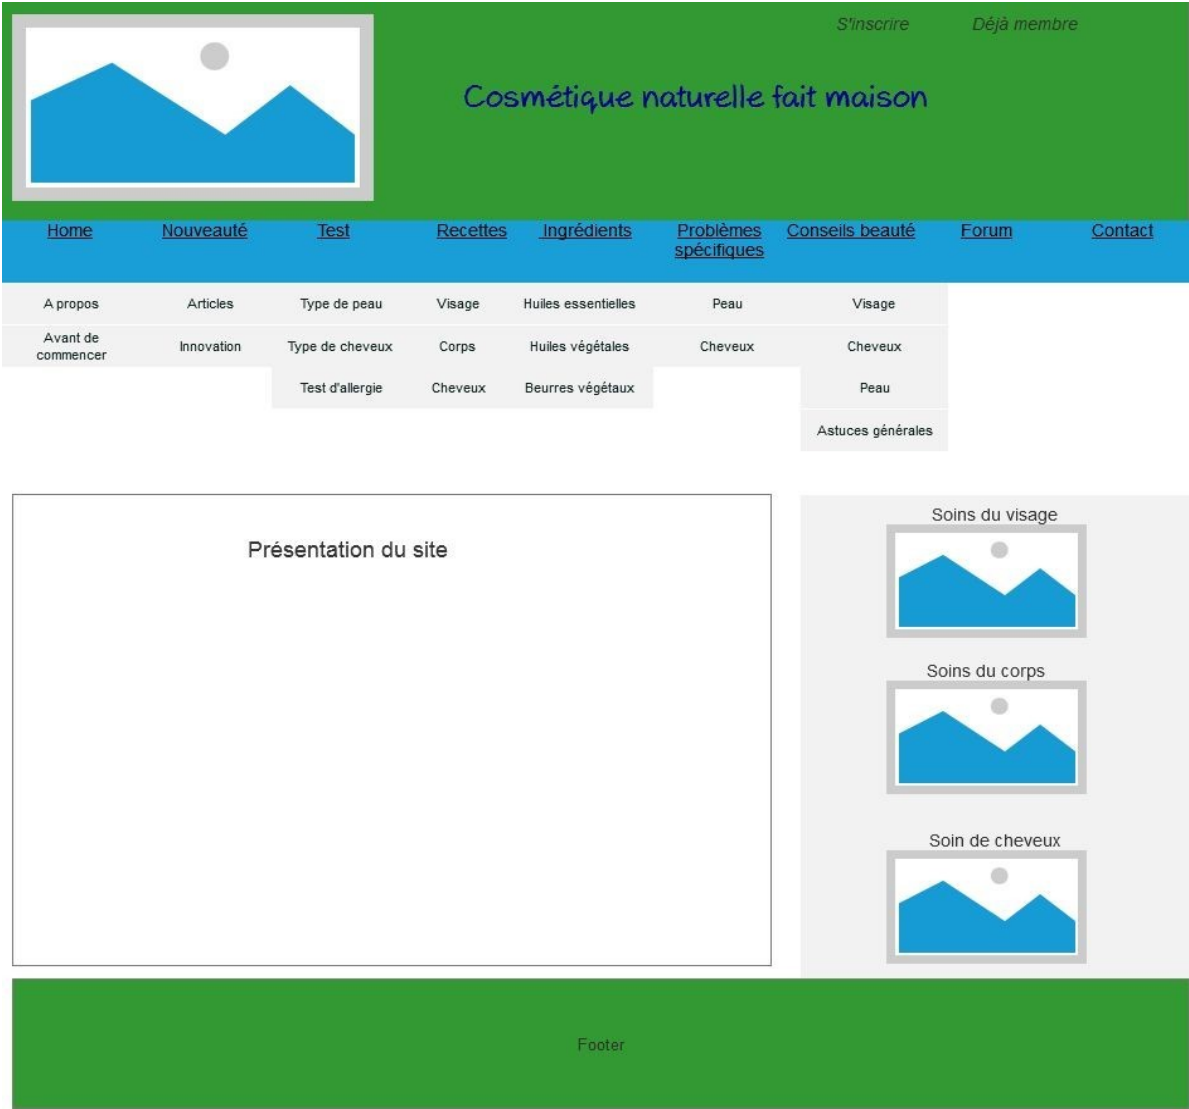 S'inscrire Déjà membre
Cosmétique naturelle fait maison
Home Nouveauté Test Recettes Ingrédients Problèmes Conseils beauté Forum Contact
spécifiques
A propos Articles Type de peau Visage Huiles essentielles Peau Visage
Avant de
commencer Innovation Type de cheveux Corps Huiles végétales Cheveux Cheveux
Test d'allergie Cheveux Beurres végétaux Peau
Astuces générales
Présentation du site
Soins du visage
Soins du corps
Soin de cheveux
Footer